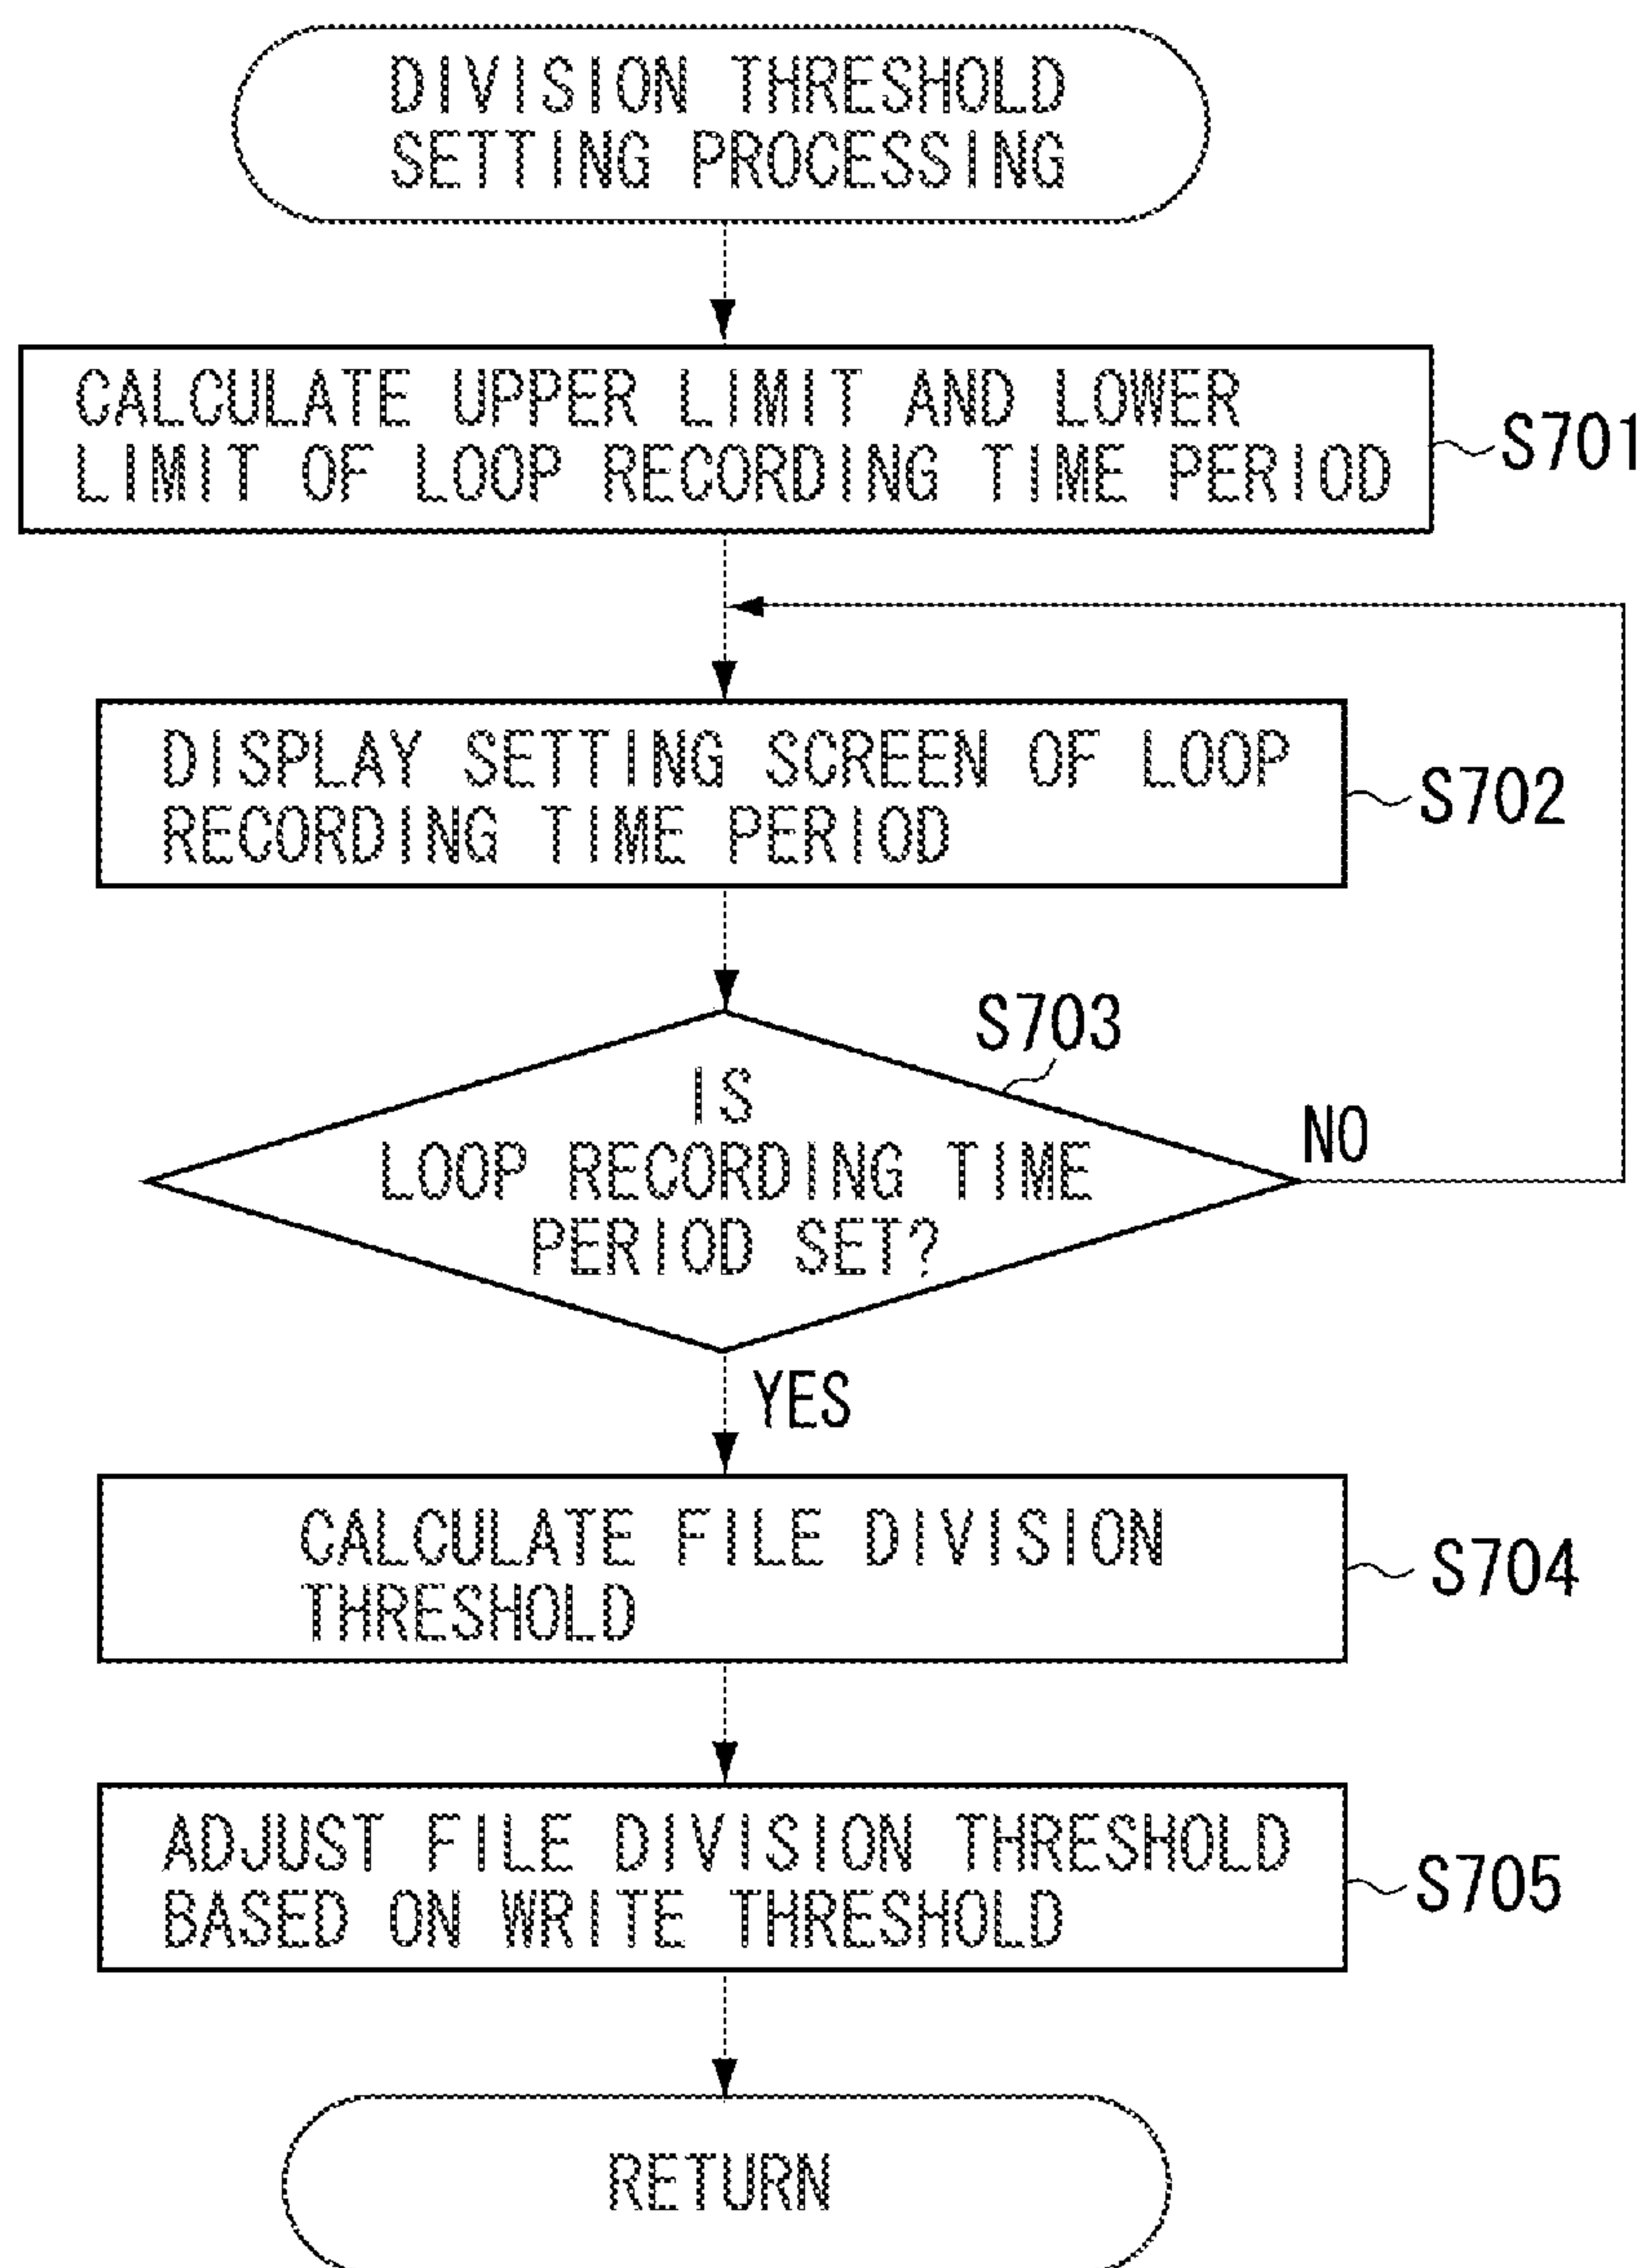 DIVISION THRESHOLD
SETTING PROCESSING
CALCULATE UPPER LIMIT AND LOWER
LIMIT OF LOOP RECORDING TIME PERIOD
S701
DISPLAY SETTING SCREEN OF LOOP
RECORDING TIME PERIOD
S702
S703
IS
LOOP RECORDING TIME
PERIOD SET?
NO
YES
CALCULATE FILE DIVISION
THRESHOLD
S704
ADJUST FILE DIVISION THRESHOLD
BASED ON WRITE THRESHOLD
S705
RETURN